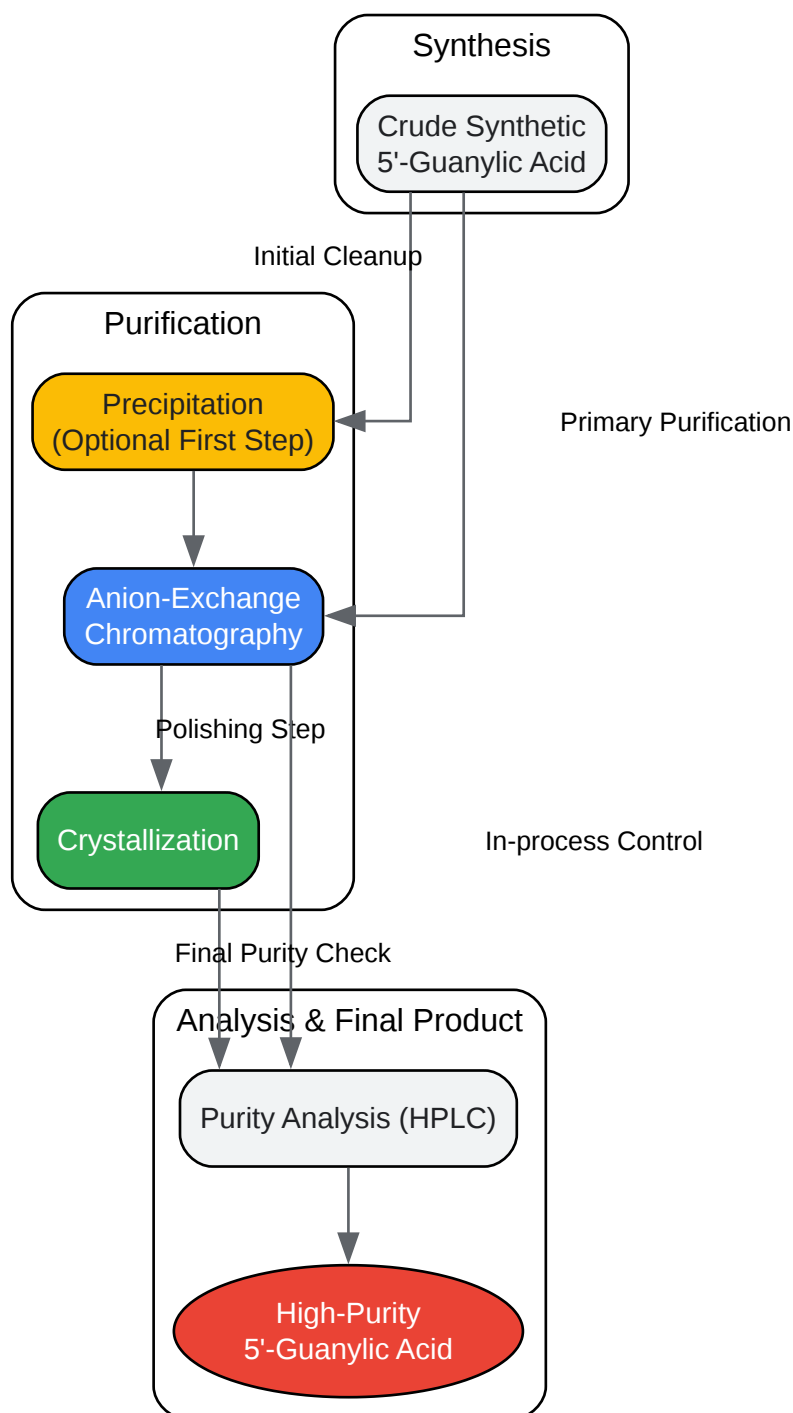 Synthesis
Crude Synthetic
5'-Guanylic Acid
Initial Cleanup
Purification
Precipitation
(Optional First Step)
Primary Purification
Anion-Exchange
Chromatography
Polishing Step
Crystallization
In-process Control
Final Purity Check
Analysis & Final Product
Purity Analysis (HPLC)
High-Purity
5'-Guanylic Acid